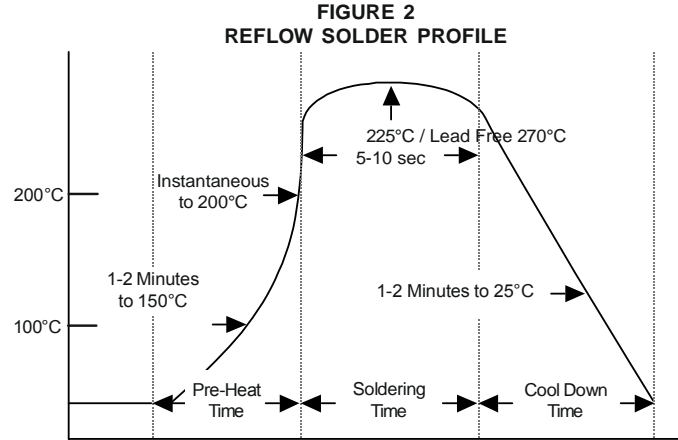 FIGURE 2
REFLOW SOLDER PROFILE
225°C / Lead Free 270°C
5-10 sec
Instantaneous
to 200°C
200°C
1-2 Minutes
to 150°C
1-2 Minutes to 25°C
100°C
Pre-Heat
Time
Soldering
Time
Cool Down
Time